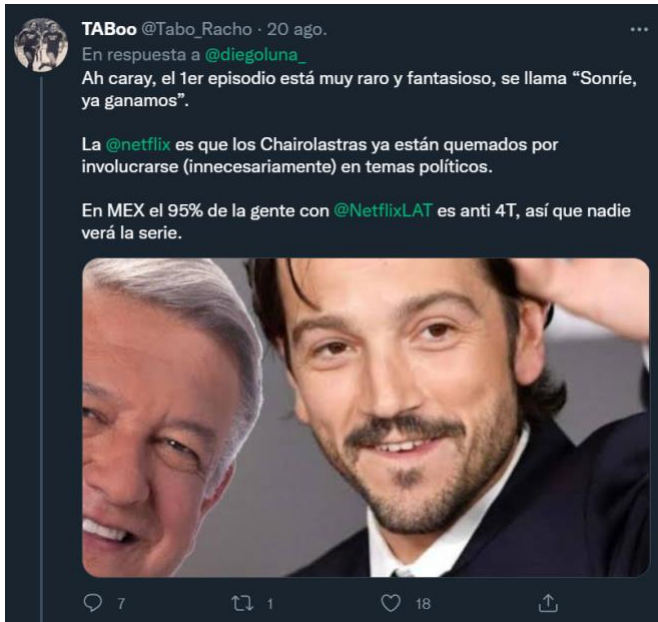 TABoo @Tabo_Racho · 20 ago.
En respuesta a @diegoluna_
Ah caray, el 1er episodio está muy raro y fantasioso, se llama “Sonríe,
ya ganamos”.
La @netflix es que los Chairolastras ya están quemados por
involucrarse (innecesariamente) en temas políticos.
En MEX el 95% de la gente con @NetflixLAT es anti 4T, así que nadie
verá la serie.
7 1 18